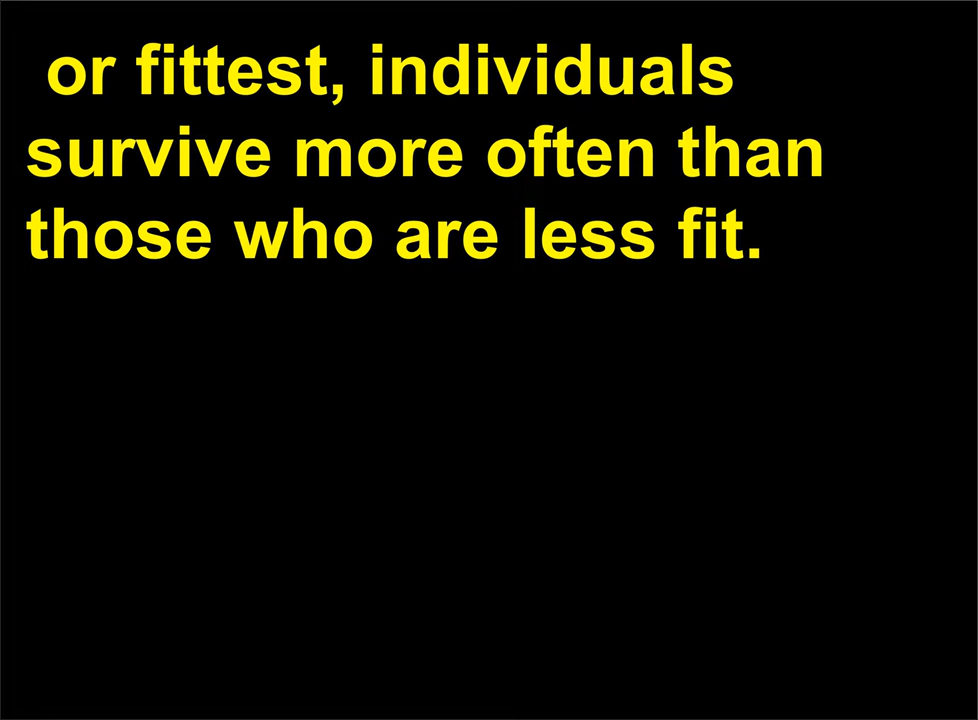 or fittest, individuals
survive more often than
those who are less fit.